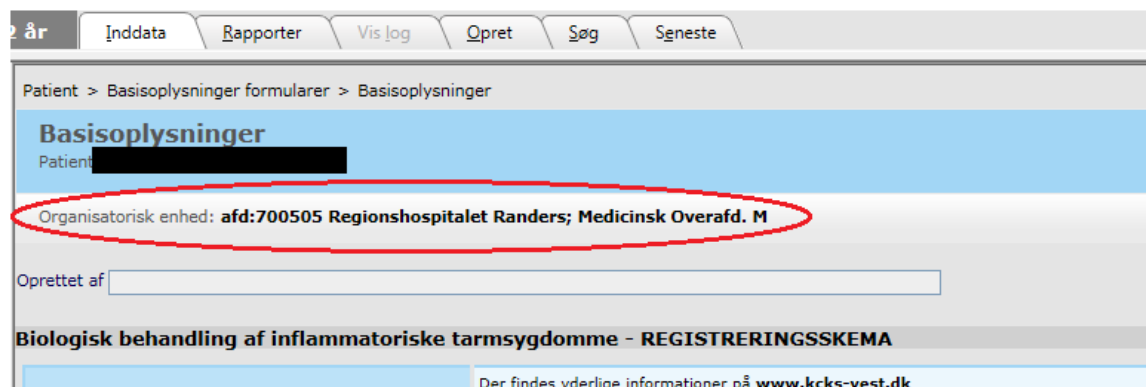 år Inddata Rapporter Vis log Opret Søg Seneste
Patient > Basisoplysninger formularer > Basisoplysninger
Basisoplysninger
Patient
Organisatorisk enhed: afd:700505 Regionshospitalet Randers; Medicinsk Overafd. M
Oprettet af
Biologisk behandling af inflammatoriske tarmsygdomme - REGISTRERINGSSKEMA
Der findes yderlige informationer på www.kcks-vest.dk